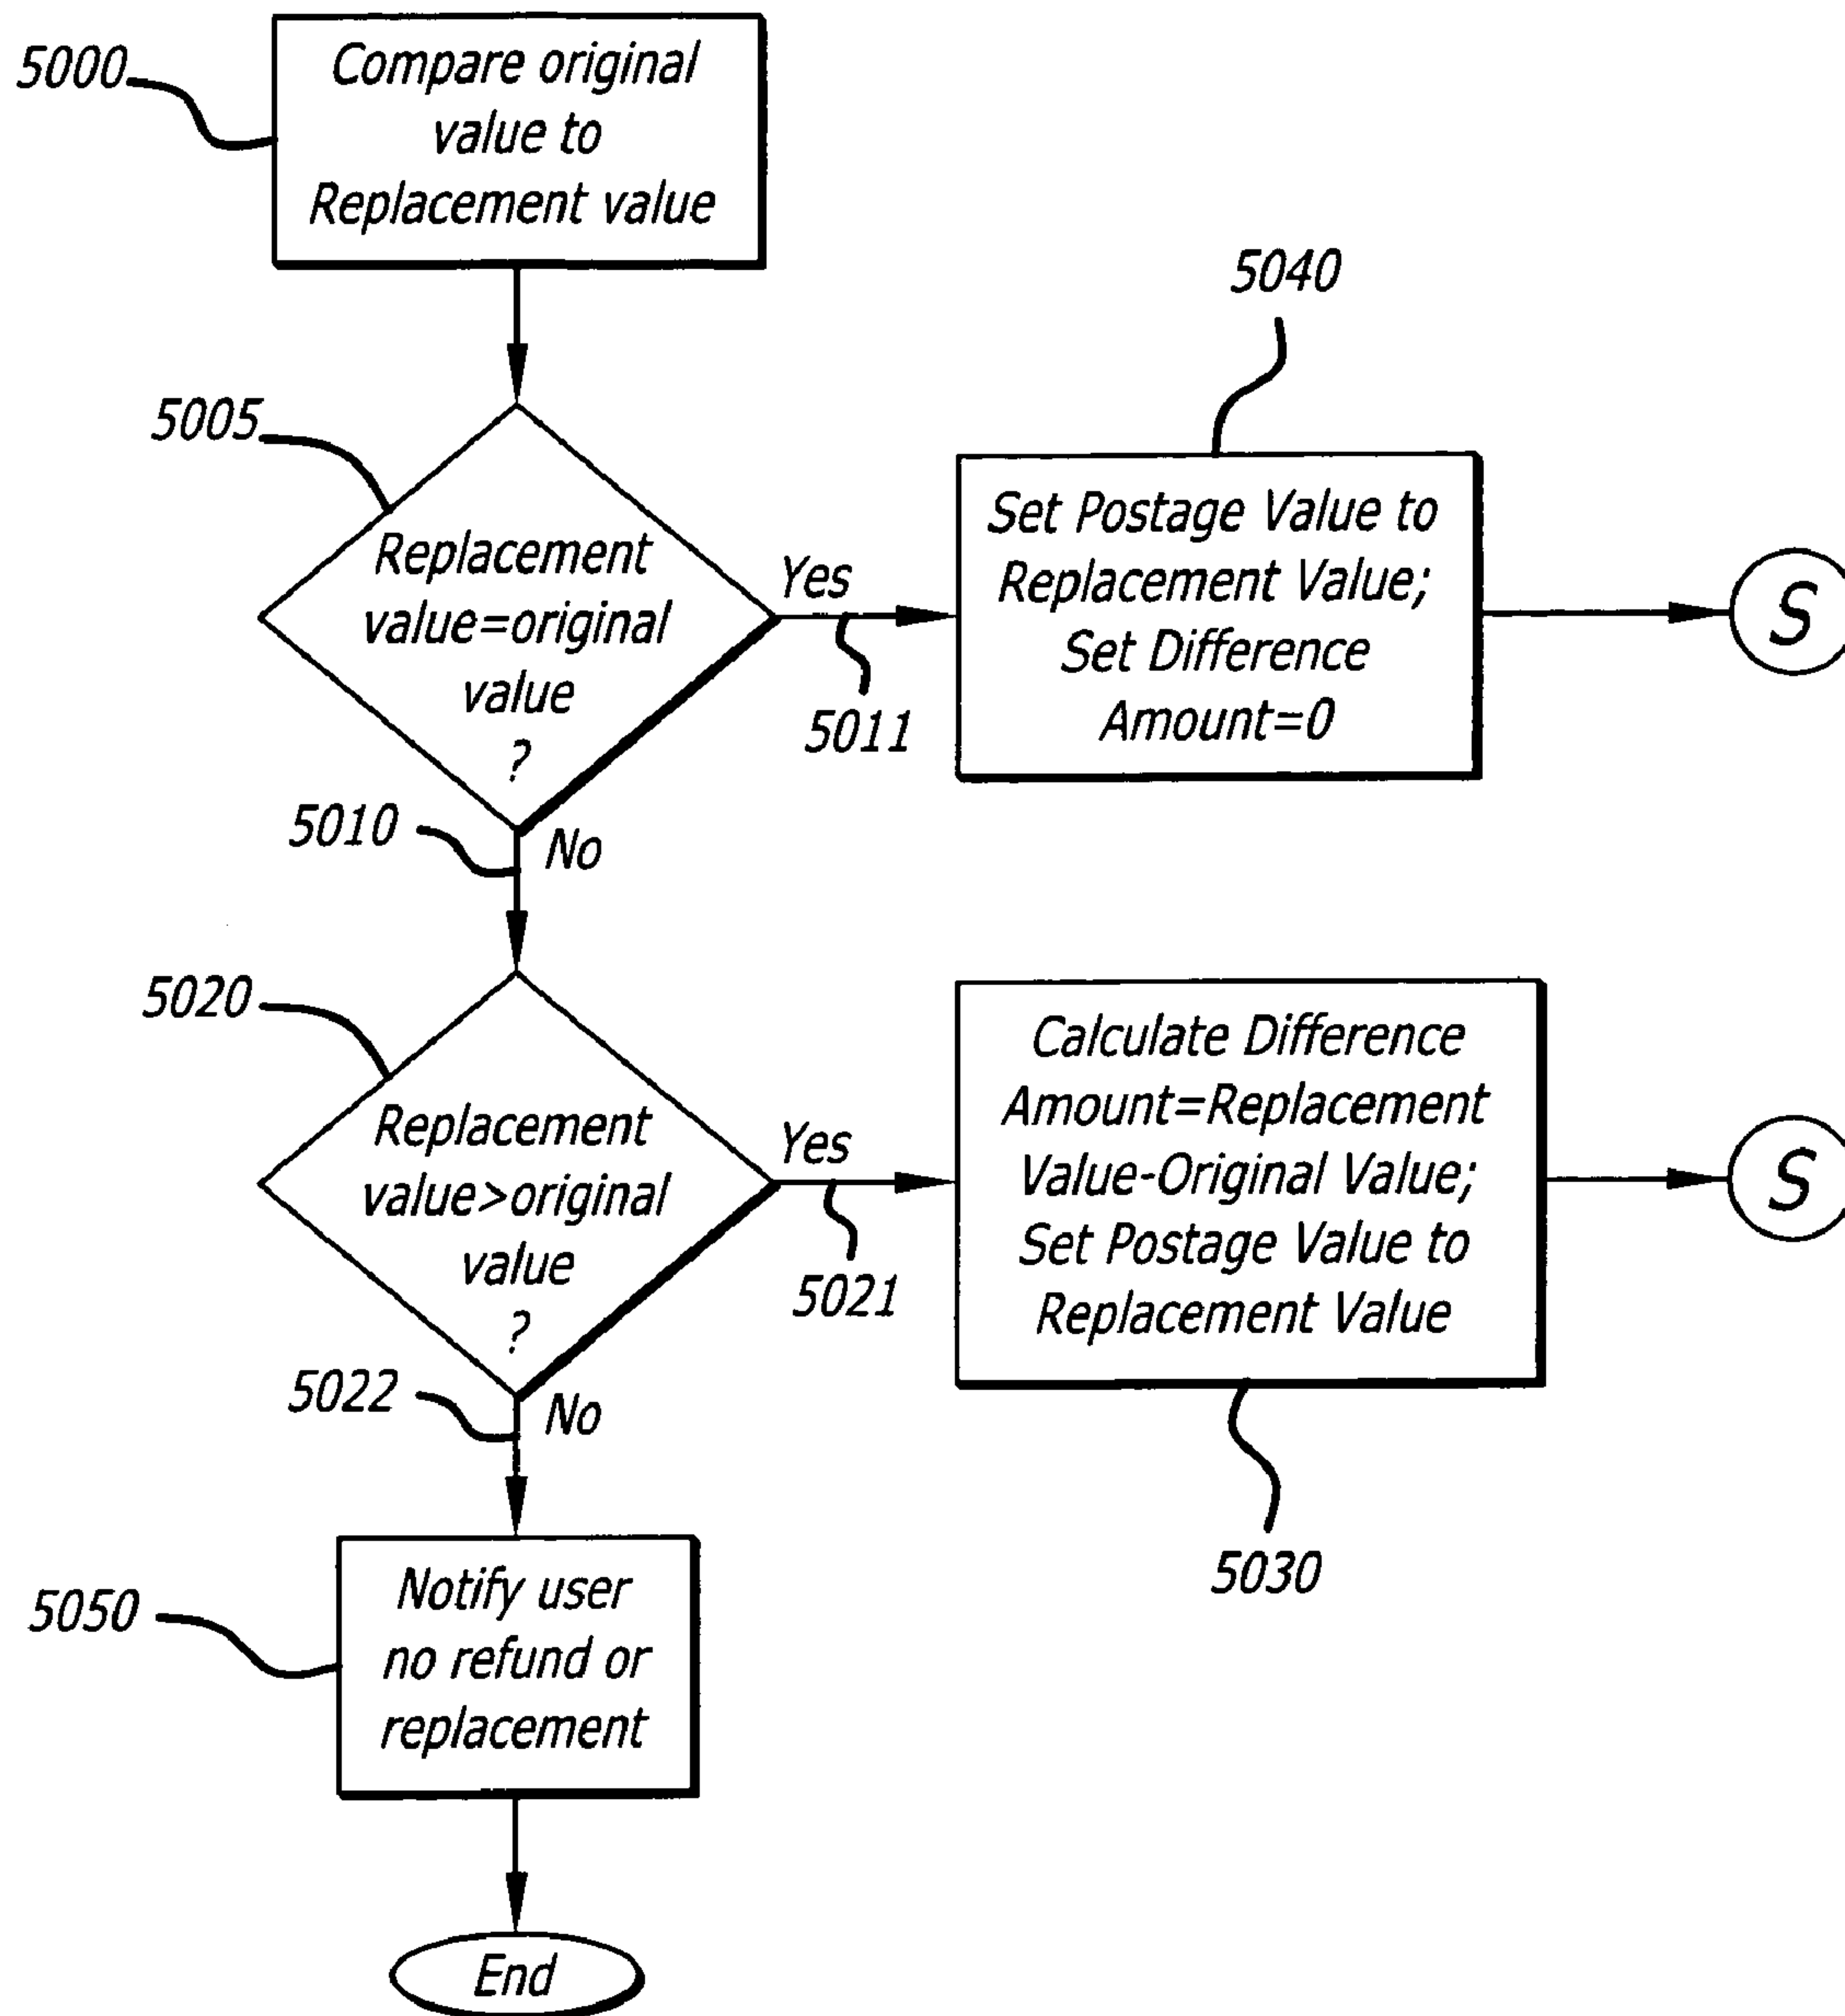 5000
Compare original
value to
Replacement value
5005
Replacement
value=original
value
?
Yes
5011
5040
Set Postage Value to
Replacement Value;
Set Difference
Amount=0
S
5010
No
5020
Replacement
value>original
value
?
Yes
5021
Calculate Difference
Amount=Replacement
Value-Original Value;
Set Postage Value to
Replacement Value
5030
S
5022
No
5050
Notify user
no refund or
replacement
End